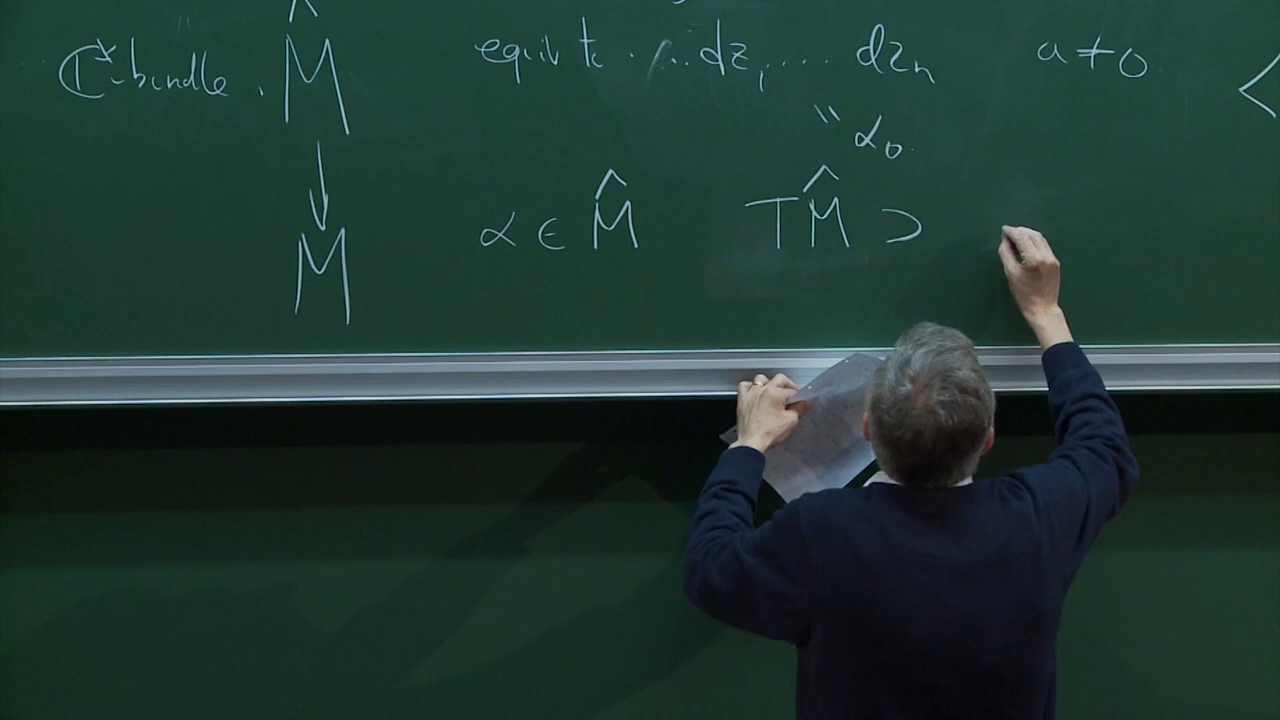 ℂ*-bundle . M̂ equiv to ... dz₁ .... dzₙ a ≠ 0 <
" α₀.
↓
M α ∈ M̂ TM̂ ⊃